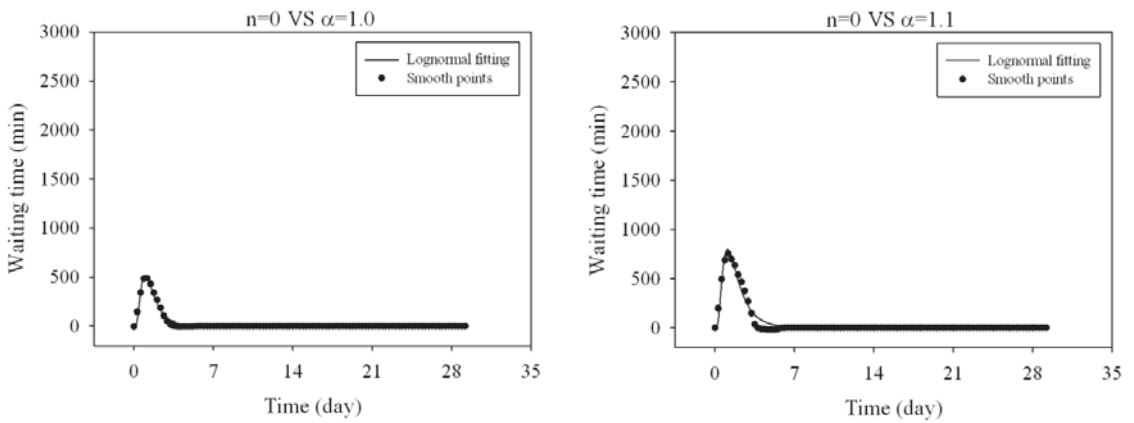 n=0 VS α=1.0
3000
2500
2000
1500
1000
500
0
Waiting time (min)
Lognormal fitting
Smooth points
0 7 14 21 28 35
Time (day)
n=0 VS α=1.1
3000
2500
2000
1500
1000
500
0
Waiting time (min)
Lognormal fitting
Smooth points
0 7 14 21 28 35
Time (day)